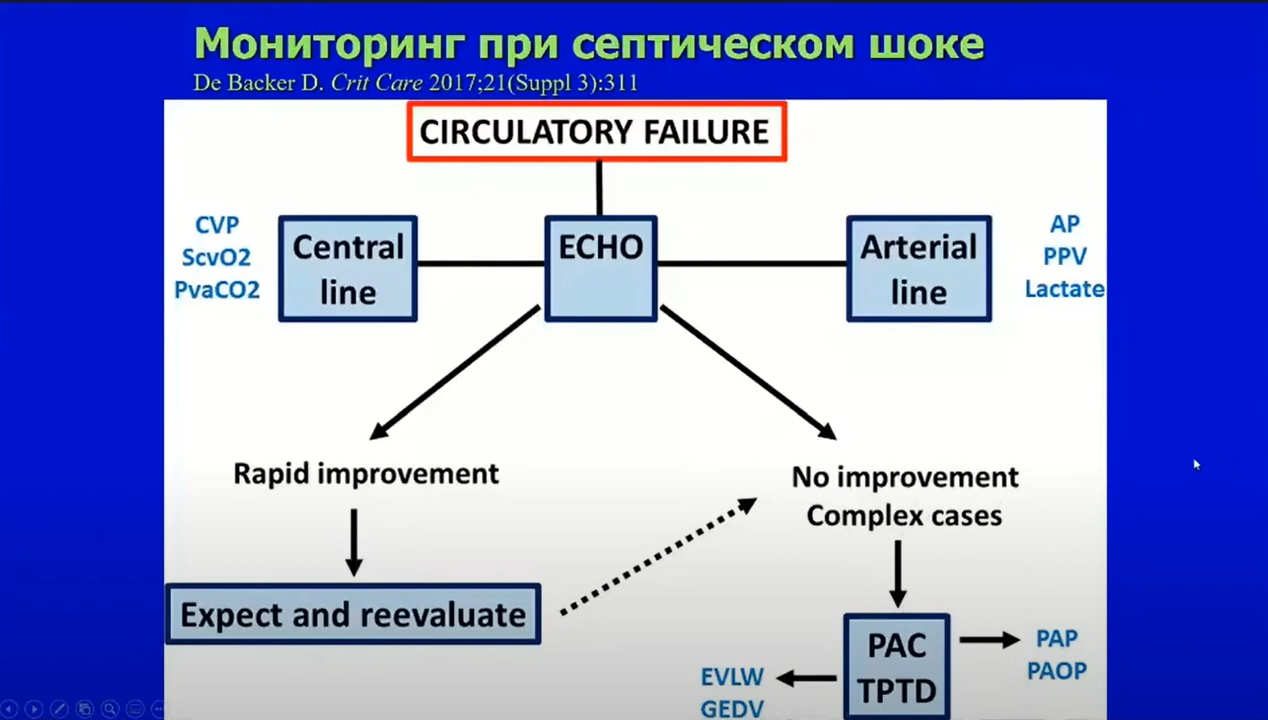 Мониторинг при септическом шоке
De Backer D. Crit Care 2017;21(Suppl 3):311
CIRCULATORY FAILURE
CVP
ScvO2
PvaCO2
Central
line
ECHO
Arterial
line
AP
PPV
Lactate
Rapid improvement
No improvement
Complex cases
Expect and reevaluate
PAC
TPTD
PAP
PAOP
EVLW
GEDV